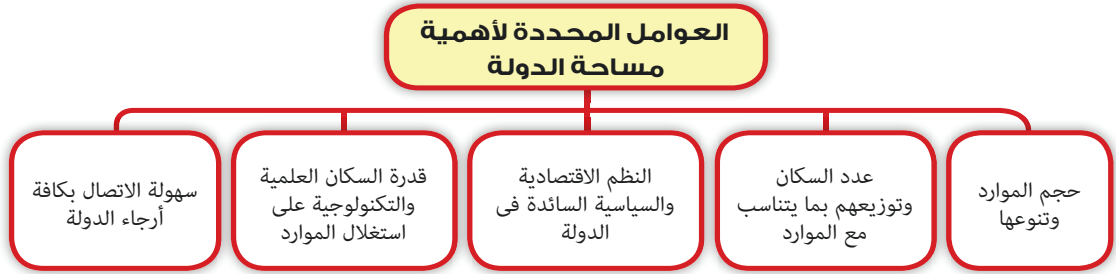 العوامل المحددة لأهمية
مساحة الدولة
حجم الموارد
وتنوعها
عدد السكان
وتوزيعهم بما يتناسب
مع الموارد
النظم الاقتصادية
والسياسية السائدة فى
الدولة
قدرة السكان العلمية
والتكنولوجية على
استغلال الموارد
سهولة الاتصال بكافة
أرجاء الدولة